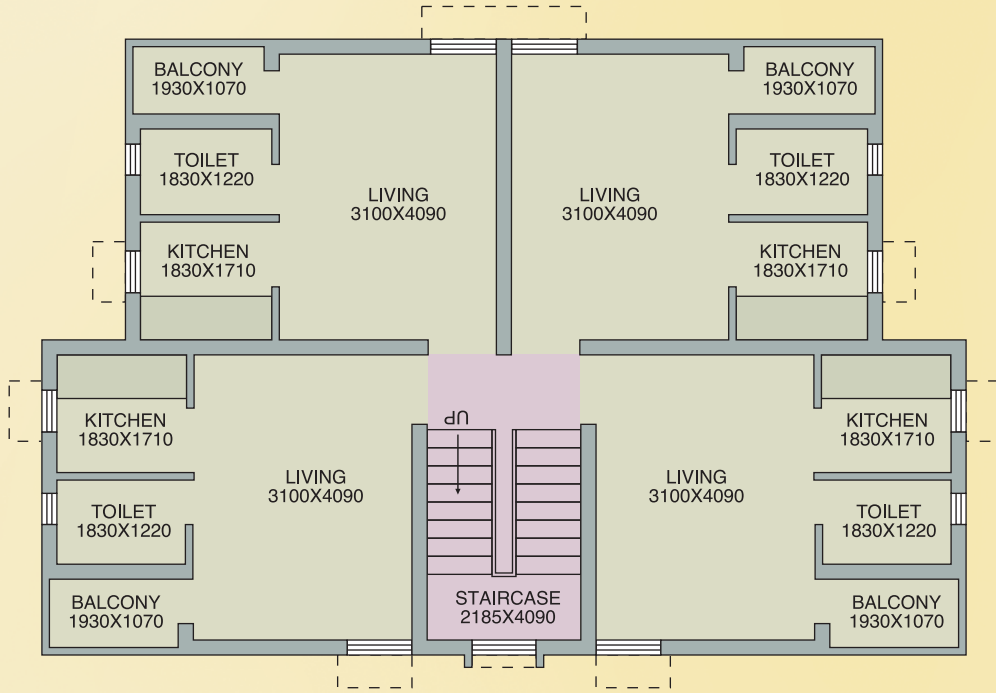 BALCONY
1930X1070
BALCONY
1930X1070
TOILET
1830X1220
LIVING
3100X4090
LIVING
3100X4090
TOILET
1830X1220
KITCHEN
1830X1710
KITCHEN
1830X1710
KITCHEN
1830X1710
UP
KITCHEN
1830X1710
LIVING
3100X4090
LIVING
3100X4090
TOILET
1830X1220
TOILET
1830X1220
BALCONY
1930X1070
STAIRCASE
2185X4090
BALCONY
1930X1070